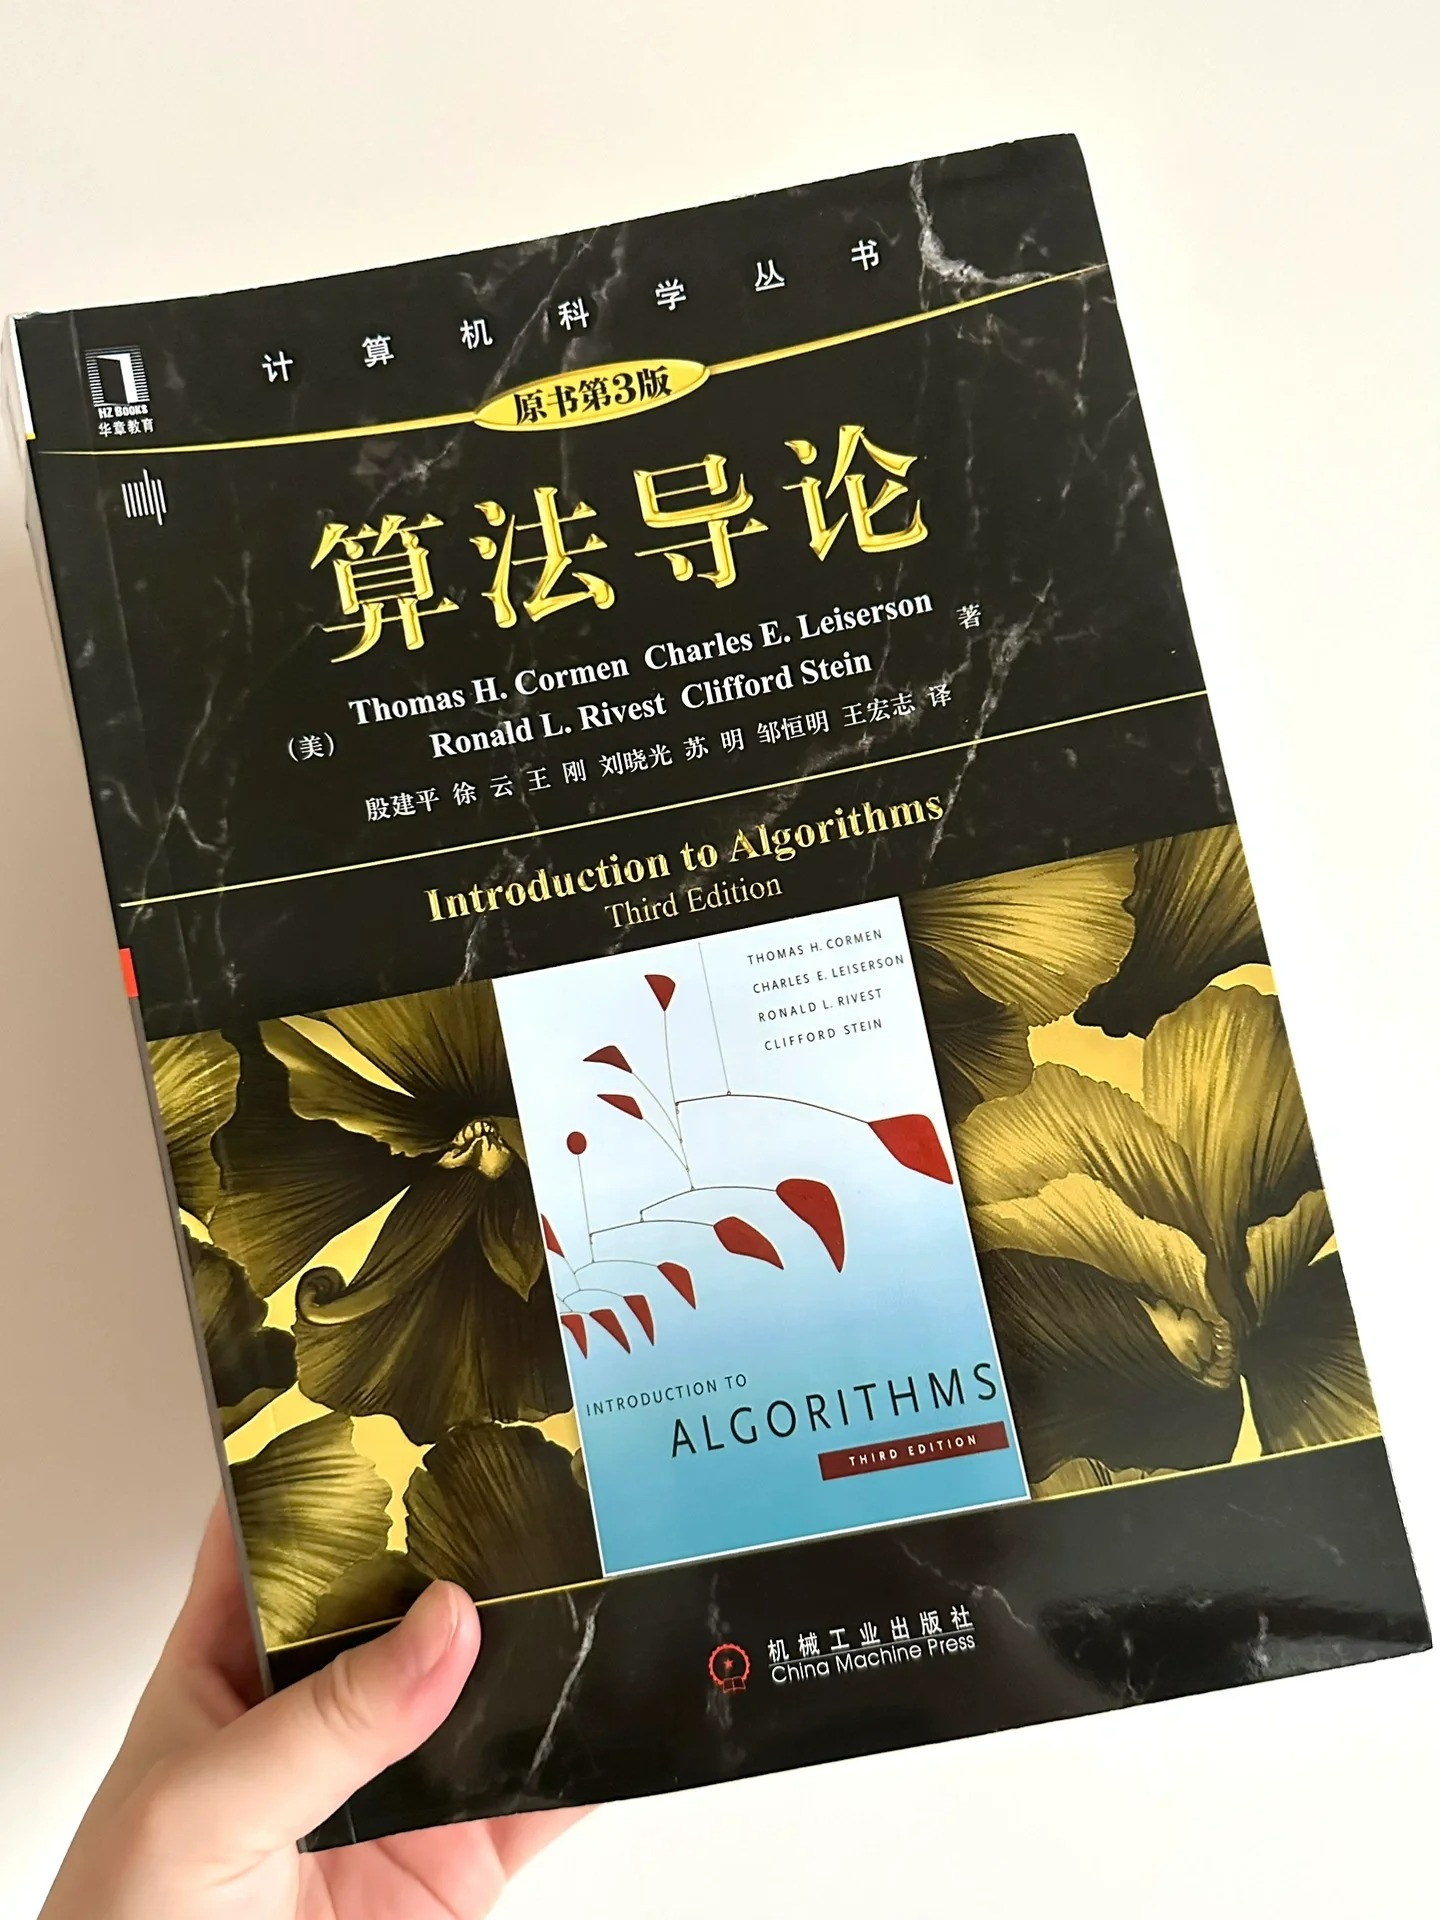 计算机科学丛书
HZ BOOKS
华章教育
原书第3版
算法导论
Thomas H. Cormen Charles E. Leiserson
(美) Ronald L. Rivest Clifford Stein 著
殷建平 徐云 王刚 刘晓光 苏明 邹恒明 王宏志 译
Introduction to Algorithms
Third Edition
THOMAS H. CORMEN
CHARLES E. LEISERSON
RONALD L. RIVEST
CLIFFORD STEIN
INTRODUCTION TO
ALGORITHMS
THIRD EDITION
机械工业出版社
China Machine Press